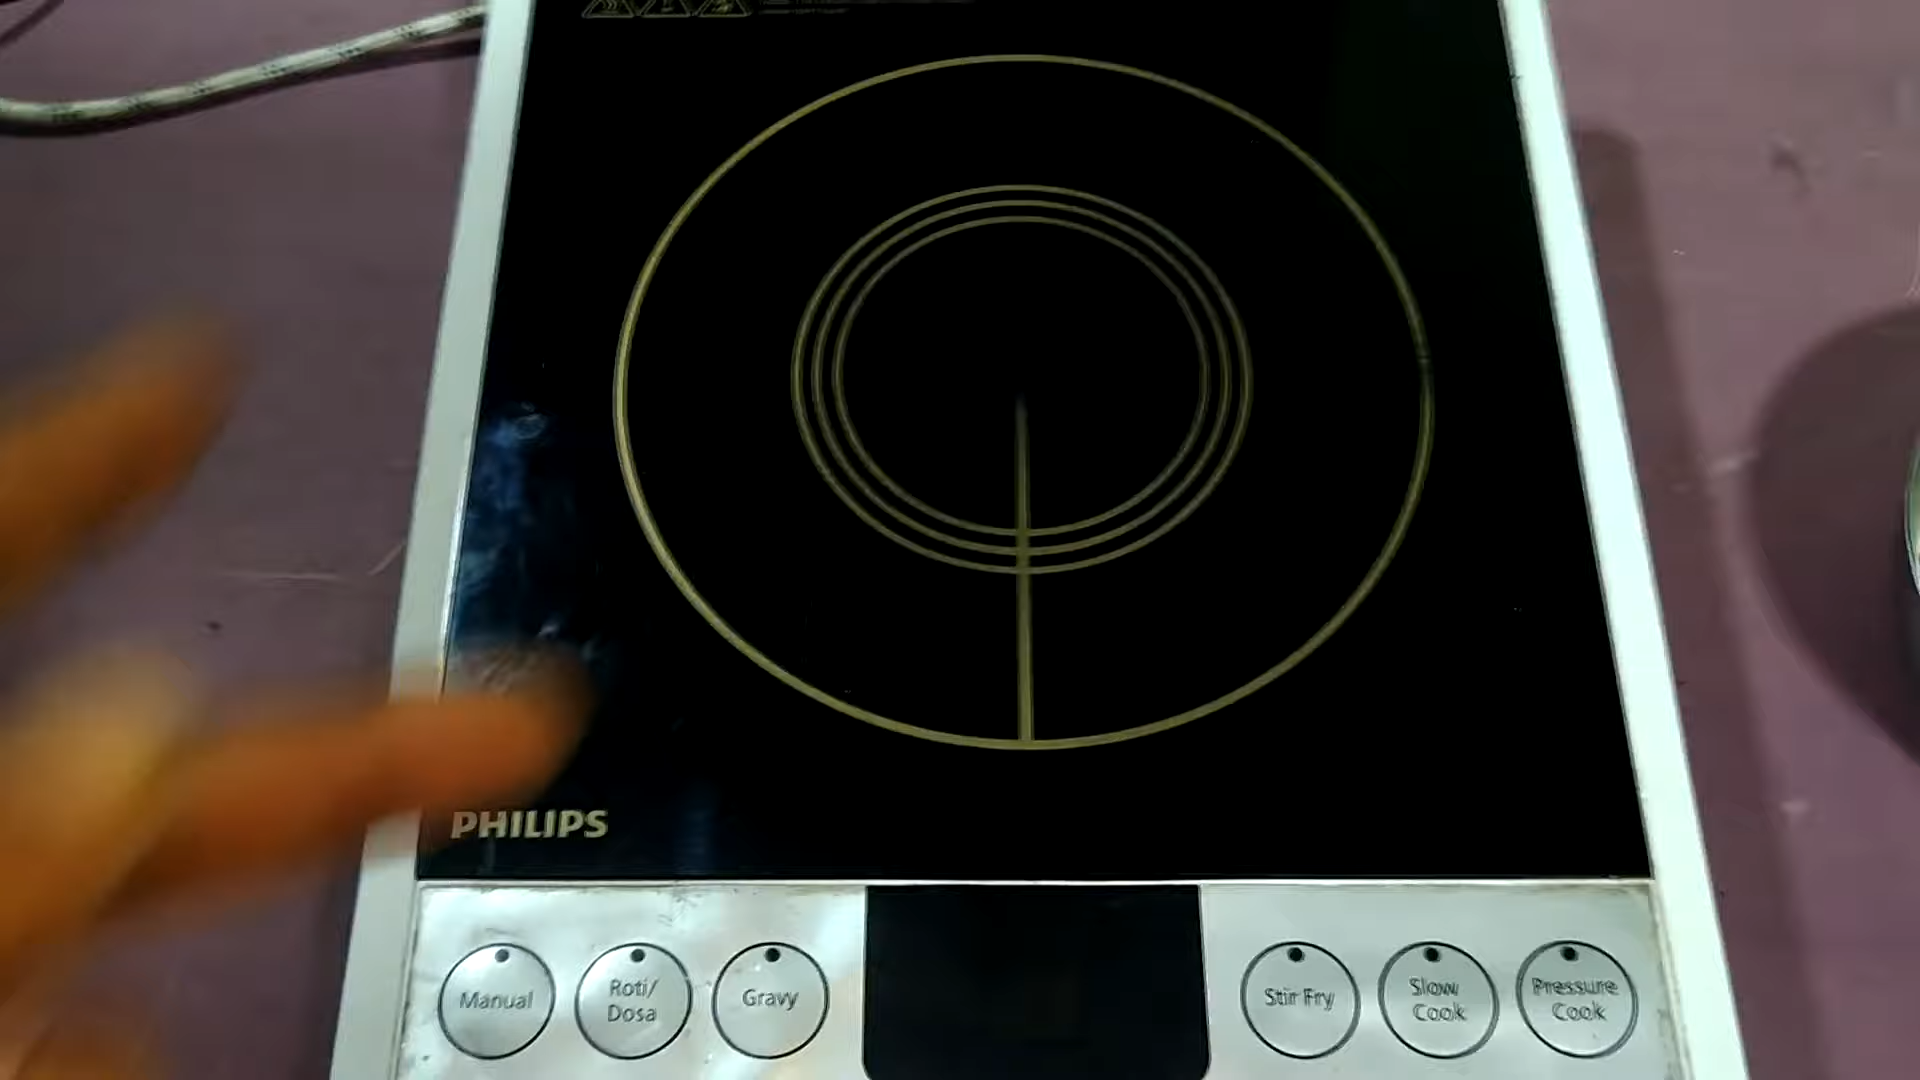 PHILIPS
Manual
Roti/
Dosa
Gravy
Stir Fry
Slow
Cook
Pressure
Cook